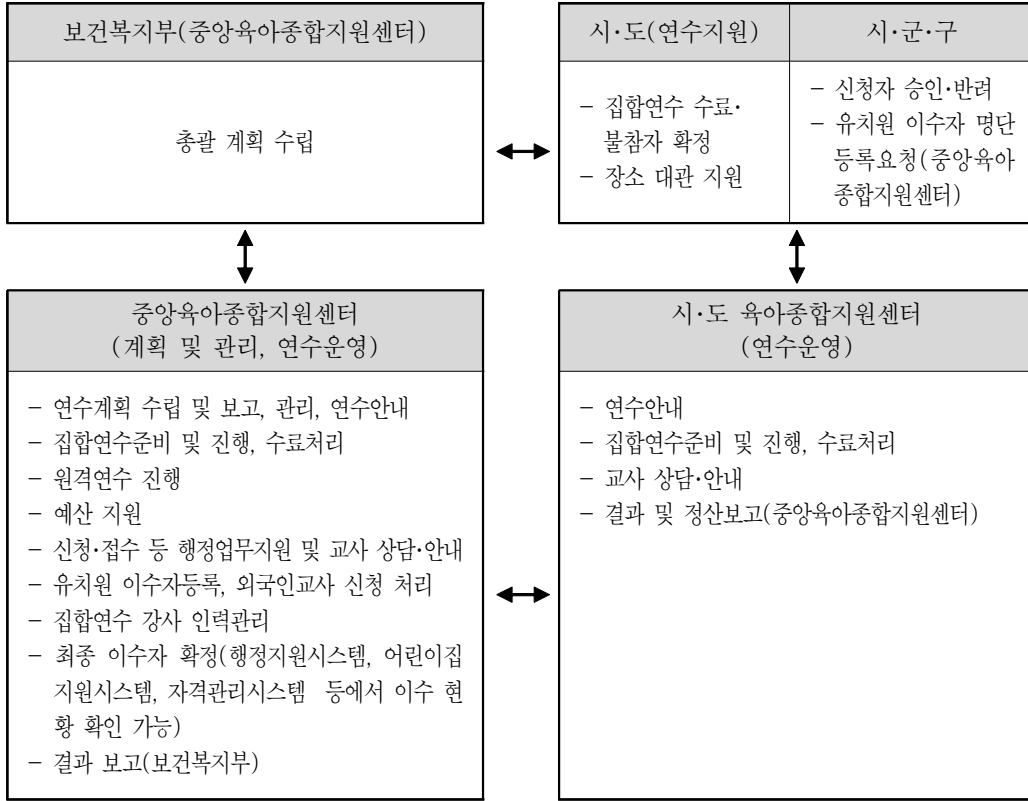 보건복지부(중앙육아종합지원센터)
총괄 계획 수립
시·도(연수지원)
시·군·구
- 집합연수 수료·
불참자 확정
- 장소 대관 지원
- 신청자 승인·반려
- 유치원 이수자 명단
등록요청(중앙육아
종합지원센터)
중앙육아종합지원센터
(계획 및 관리, 연수운영)
- 연수계획 수립 및 보고, 관리, 연수안내
- 집합연수준비 및 진행, 수료처리
- 원격연수 진행
- 예산 지원
- 신청·접수 등 행정업무지원 및 교사 상담·안내
- 유치원 이수자등록, 외국인교사 신청 처리
- 집합연수 강사 인력관리
- 최종 이수자 확정(행정지원시스템, 어린이집
지원시스템, 자격관리시스템 등에서 이수 현
황 확인 가능)
- 결과 보고(보건복지부)
시·도 육아종합지원센터
(연수운영)
- 연수안내
- 집합연수준비 및 진행, 수료처리
- 교사 상담·안내
- 결과 및 정산보고(중앙육아종합지원센터)